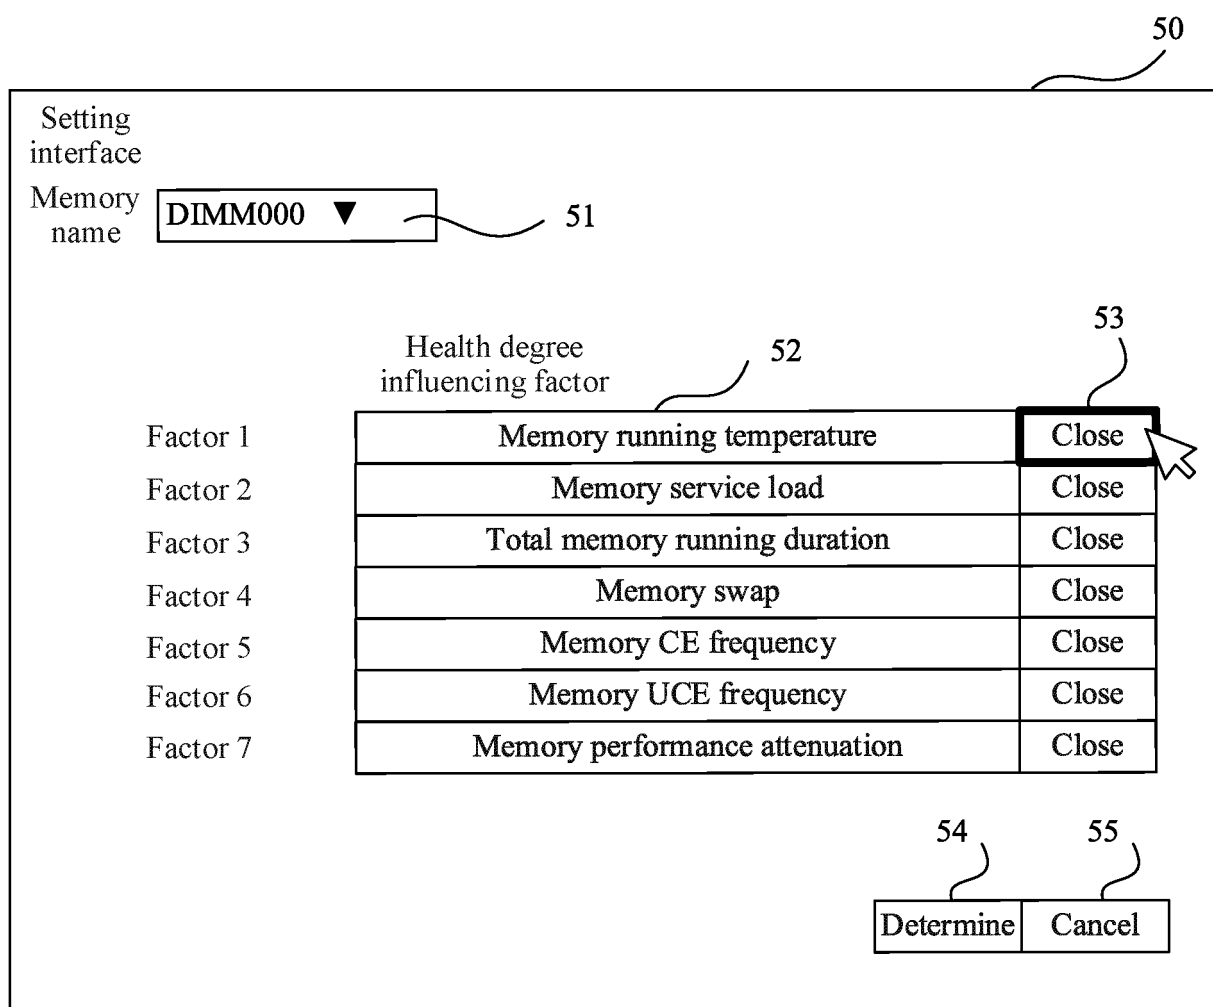 50
Setting
interface
Memory
name
DIMM000 ▼
51
53
Health degree
influencing factor
52
Factor 1 Memory running temperature Close
Factor 2 Memory service load Close
Factor 3 Total memory running duration Close
Factor 4 Memory swap Close
Factor 5 Memory CE frequency Close
Factor 6 Memory UCE frequency Close
Factor 7 Memory performance attenuation Close
54 55
Determine Cancel